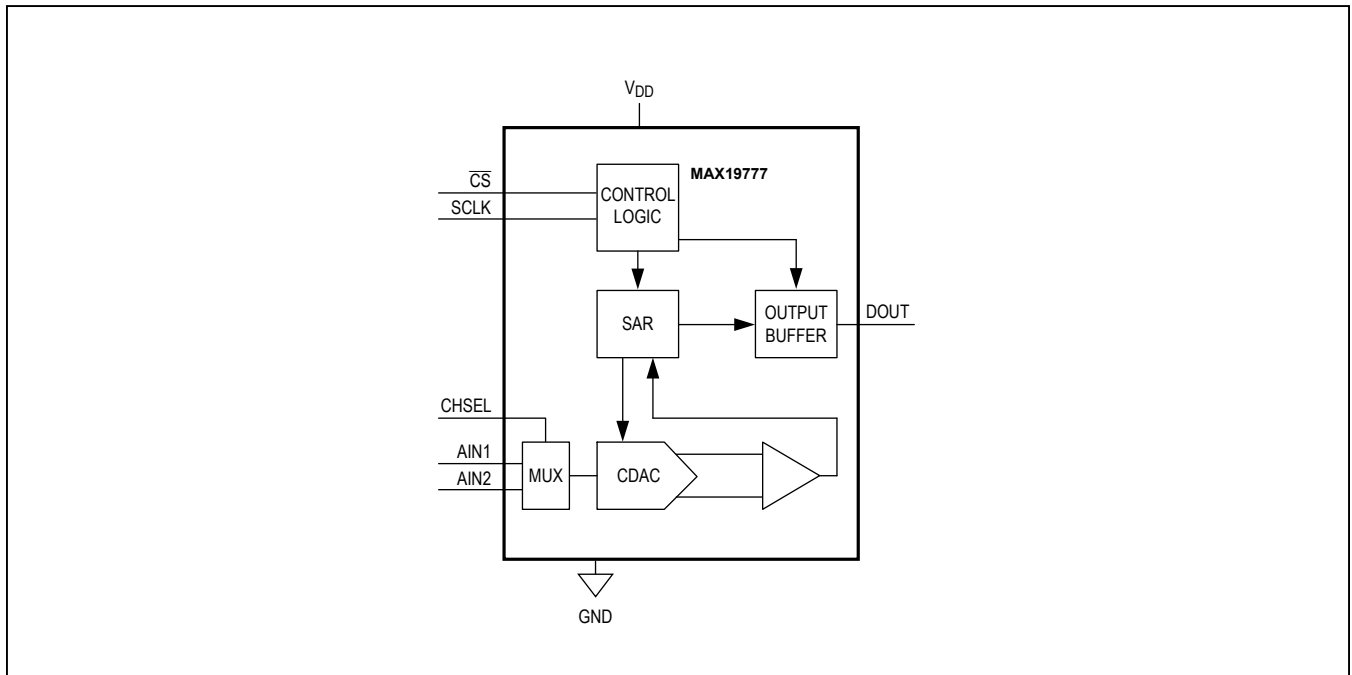 VDD
MAX19777
CS
SCLK
CONTROL
LOGIC
SAR
OUTPUT
BUFFER
DOUT
CHSEL
AIN1
AIN2
MUX
CDAC
GND